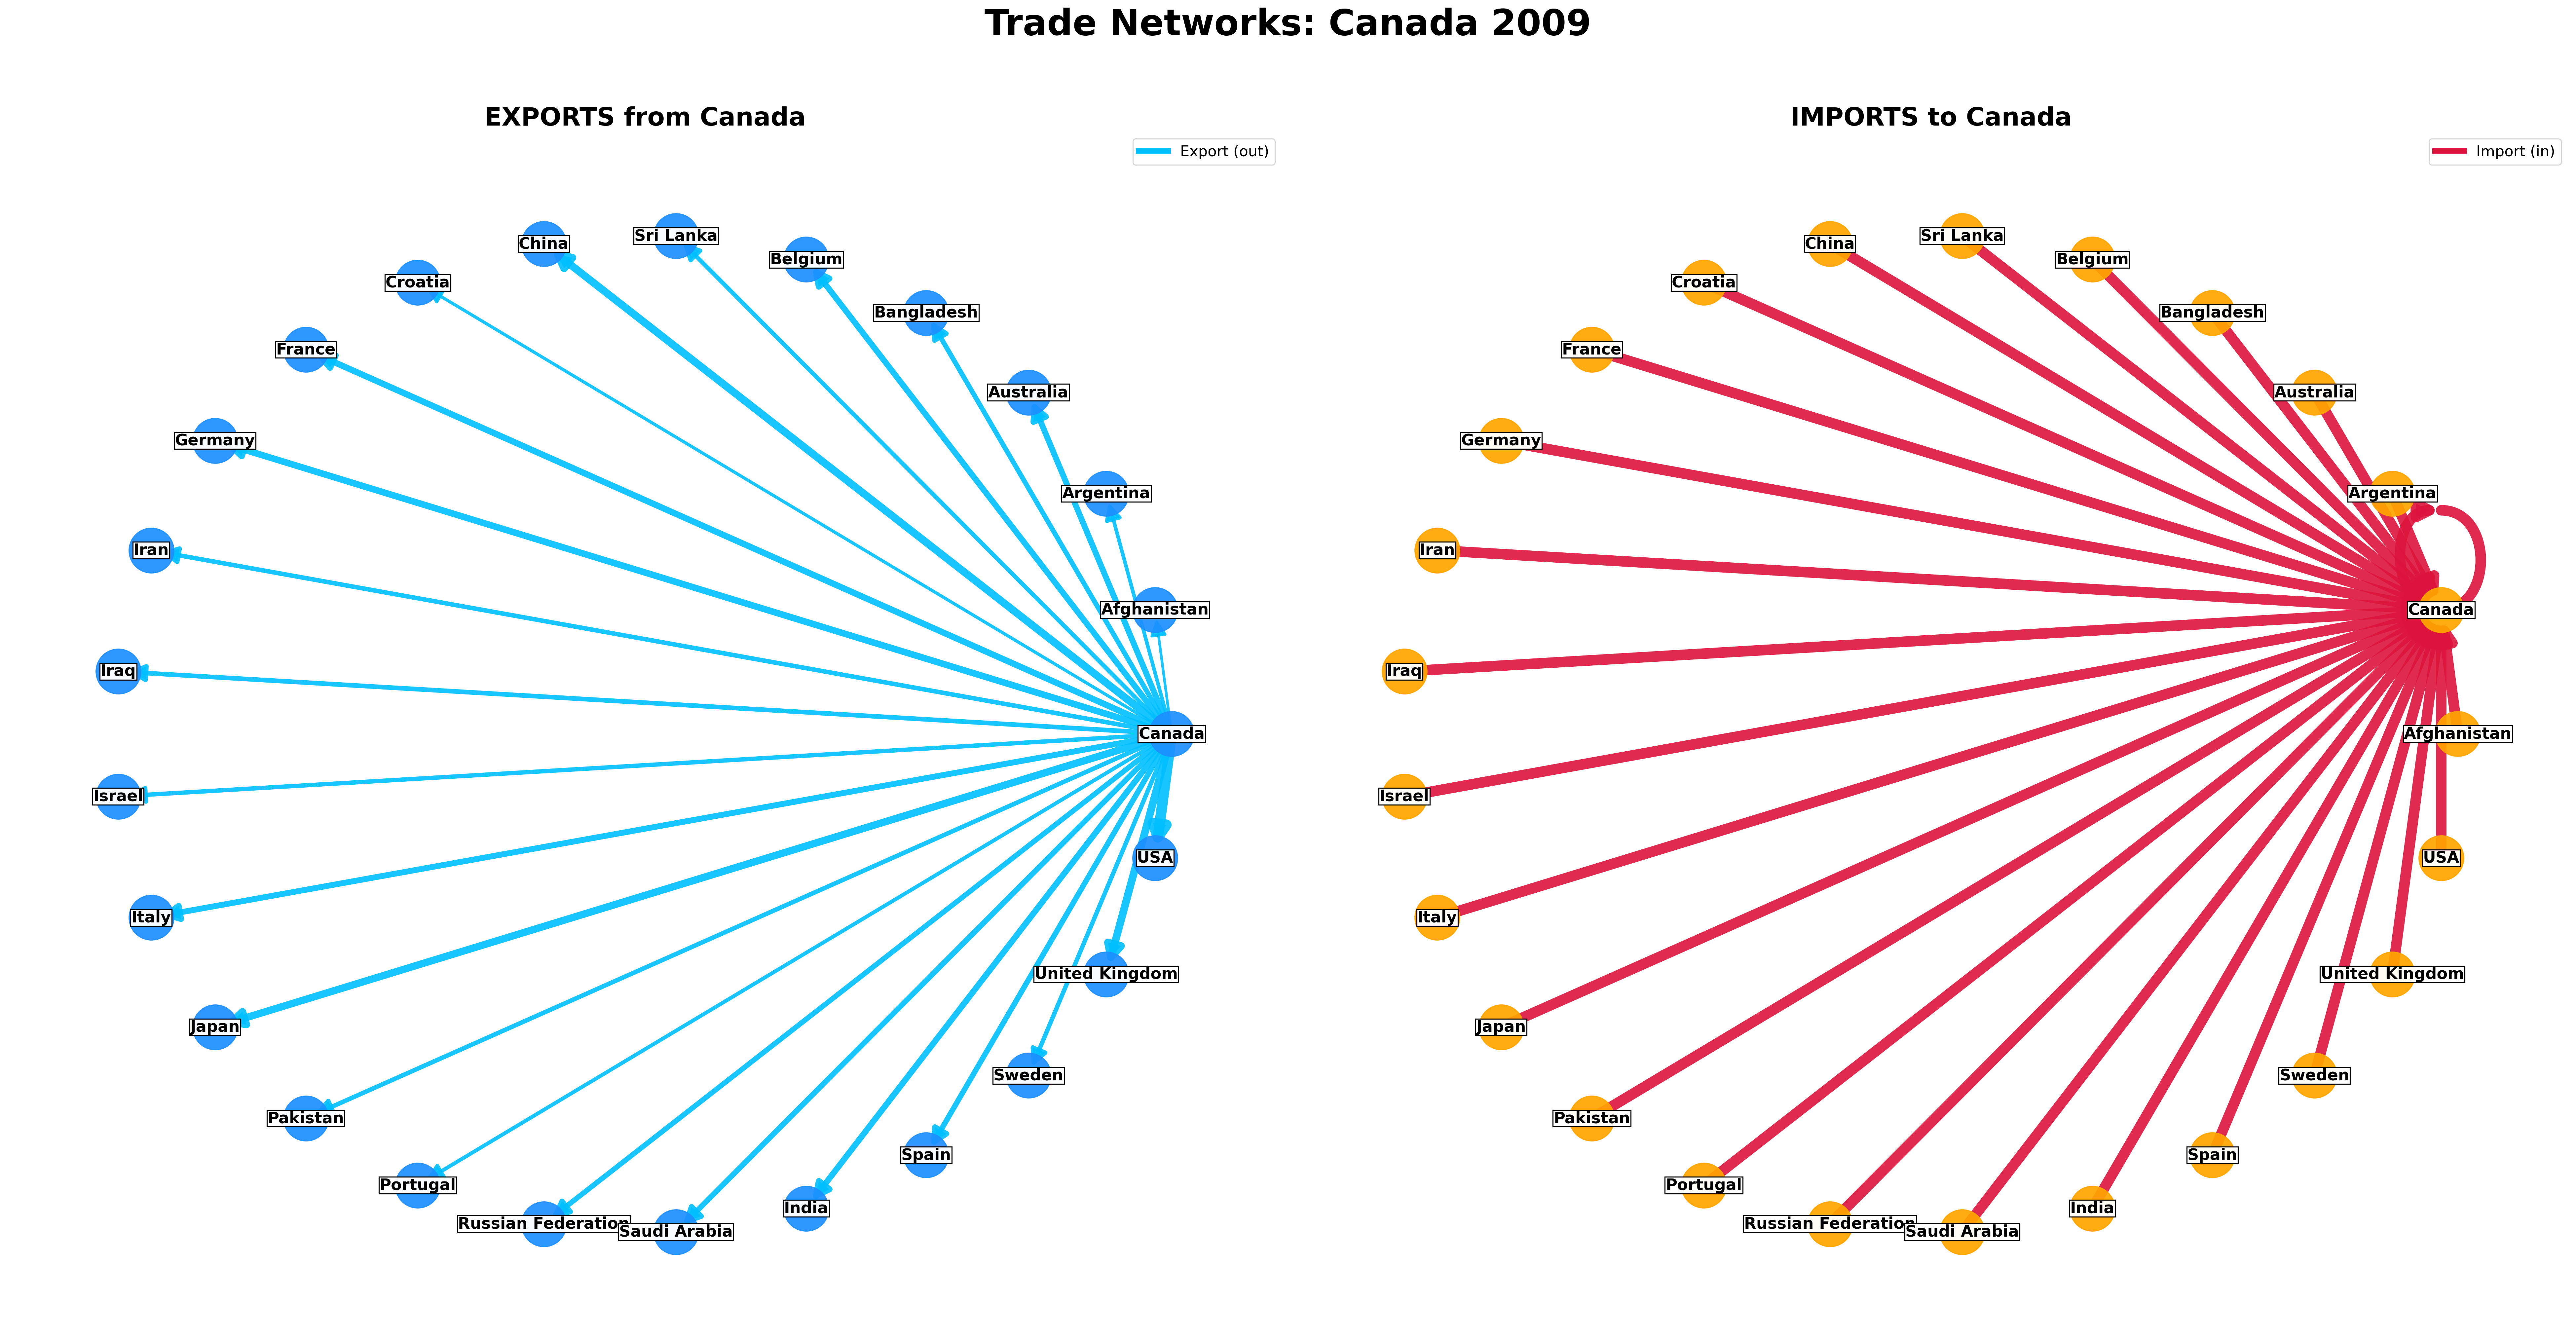 Trade Networks: Canada 2009
EXPORTS from Canada
Export (out)
China
Sri Lanka
Belgium
Croatia
Bangladesh
France
Australia
Germany
Argentina
Iran
Afghanistan
Iraq
Canada
Israel
USA
Italy
United Kingdom
Japan
Sweden
Pakistan
Spain
Portugal
India
Russian Federation
Saudi Arabia
IMPORTS to Canada
Import (in)
China
Sri Lanka
Belgium
Croatia
Bangladesh
France
Australia
Germany
Argentina
Iran
Canada
Iraq
Afghanistan
Israel
USA
Italy
United Kingdom
Japan
Sweden
Pakistan
Spain
Portugal
India
Russian Federation
Saudi Arabia